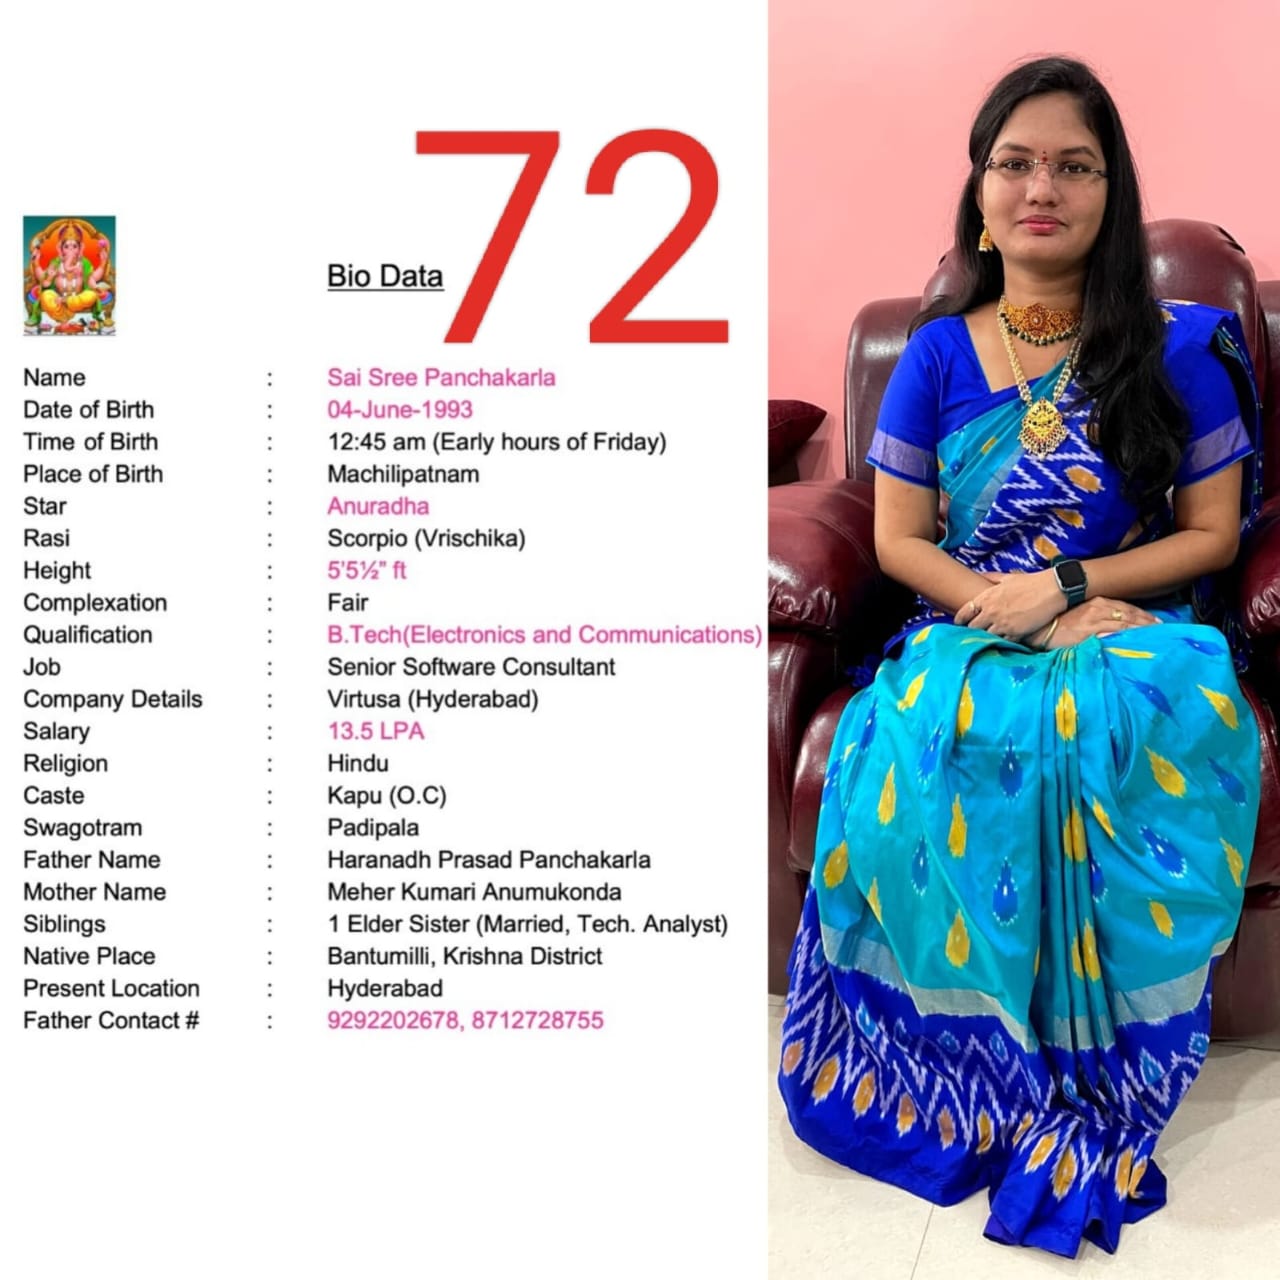 72
Bio Data
Name : Sai Sree Panchakarla
Date of Birth : 04-June-1993
Time of Birth : 12:45 am (Early hours of Friday)
Place of Birth : Machilipatnam
Star : Anuradha
Rasi : Scorpio (Vrischika)
Height : 5'5½" ft
Complexation : Fair
Qualification : B.Tech(Electronics and Communications)
Job : Senior Software Consultant
Company Details : Virtusa (Hyderabad)
Salary : 13.5 LPA
Religion : Hindu
Caste : Kapu (O.C)
Swagotram : Padipala
Father Name : Haranadh Prasad Panchakarla
Mother Name : Meher Kumari Anumukonda
Siblings : 1 Elder Sister (Married, Tech. Analyst)
Native Place : Bantumilli, Krishna District
Present Location : Hyderabad
Father Contact # : 9292202678, 8712728755